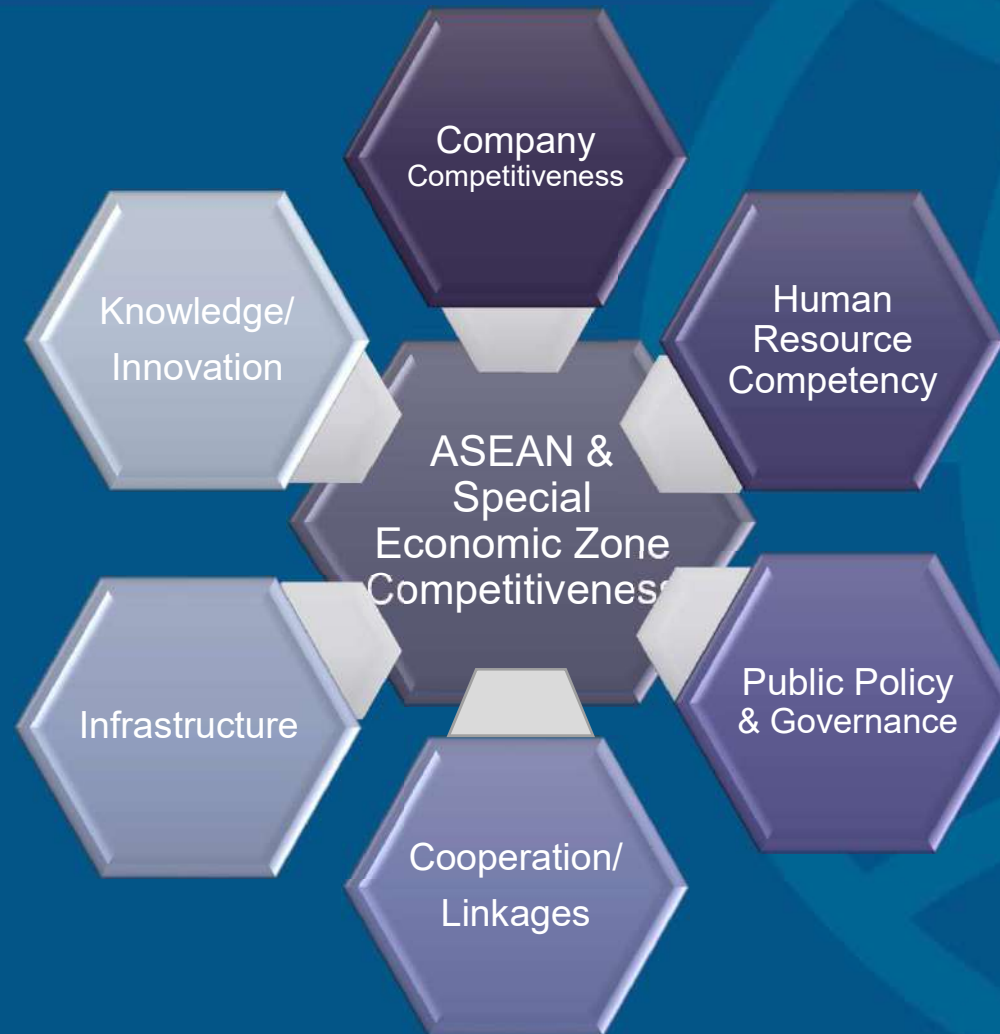 Company
Competitiveness
Human
Resource
Competency
Public Policy
& Governance
Cooperation/
Linkages
Infrastructure
Knowledge/
Innovation
ASEAN &
Special
Economic Zone
Competitiveness